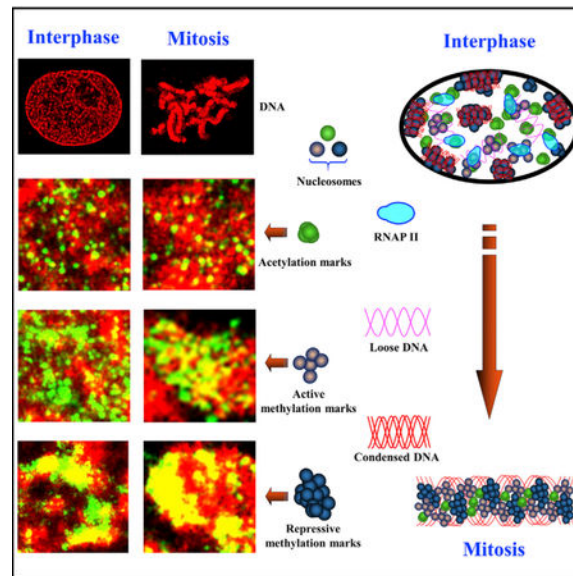 Interphase
Mitosis
Interphase
DNA
Nucleosomes
RNAP II
Acetylation marks
Loose DNA
Active
methylation marks
Condensed DNA
Repressive
methylation marks
Mitosis